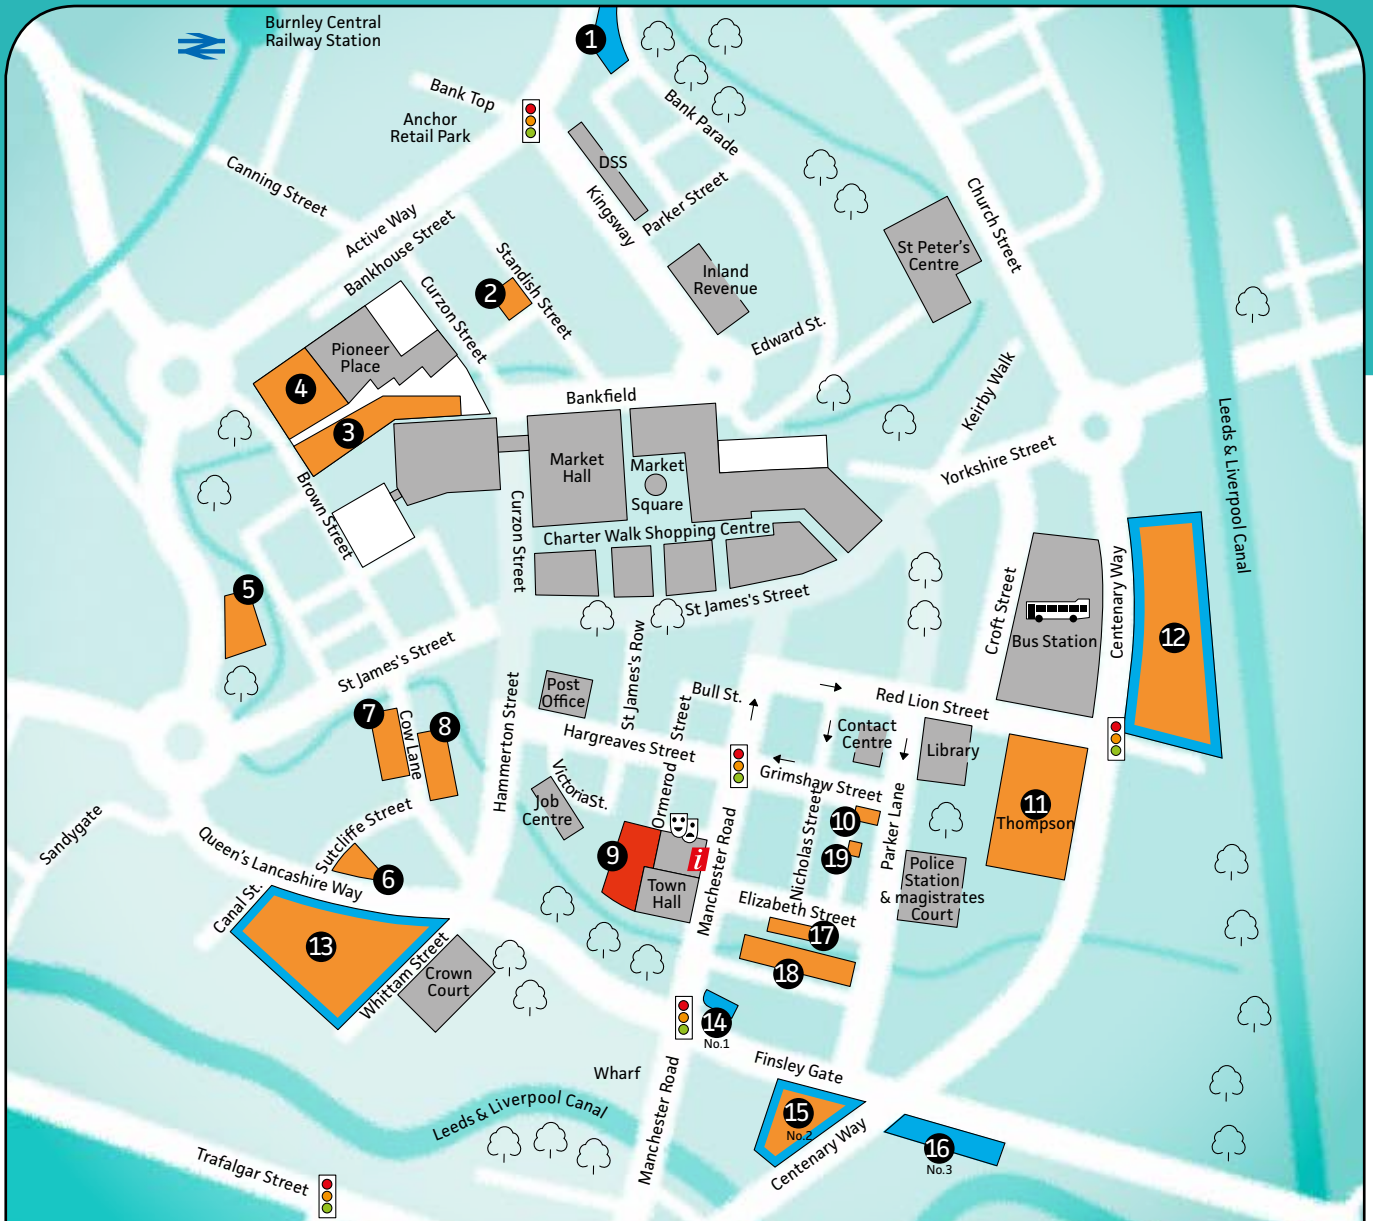 Burnley Central
Railway Station
1
Bank Top
Anchor
Retail Park
Bank Parade
DSS
Canning Street
Kingsway
Parker Street
Church Street
Active Way
Bankhouse Street
St Peter's
Centre
Standish Street
Curzon Street
2
Inland
Revenue
Edward St.
Pioneer
Place
4
3
Bankfield
Keirby Walk
Leeds & Liverpool Canal
Yorkshire Street
Market
Hall
Market
Square
Brown Street
Curzon Street
Charter Walk Shopping Centre
5
St James's Street
Croft Street
Centenary Way
Bus Station
12
St James's Street
St James's Row
Hammerton Street
Post
Office
Bull St.
Red Lion Street
7
8
Cow Lane
Hargreaves Street
Ormerod Street
Contact
Centre
Library
Grimshaw Street
Victoria St.
Job
Centre
Sandygate
Sutcliffe Street
Queen's Lancashire Way
6
9
i
Town
Hall
Manchester Road
Nicholas Street
10
19
Parker Lane
11
Thompson
Police
Station
& magistrates
Court
Canal St.
13
Whittam Street
Crown
Court
Elizabeth Street
17
18
14
No.1
Wharf
Finsley Gate
Leeds & Liverpool Canal
Manchester Road
15
No.2
Centenary Way
16
No.3
Trafalgar Street